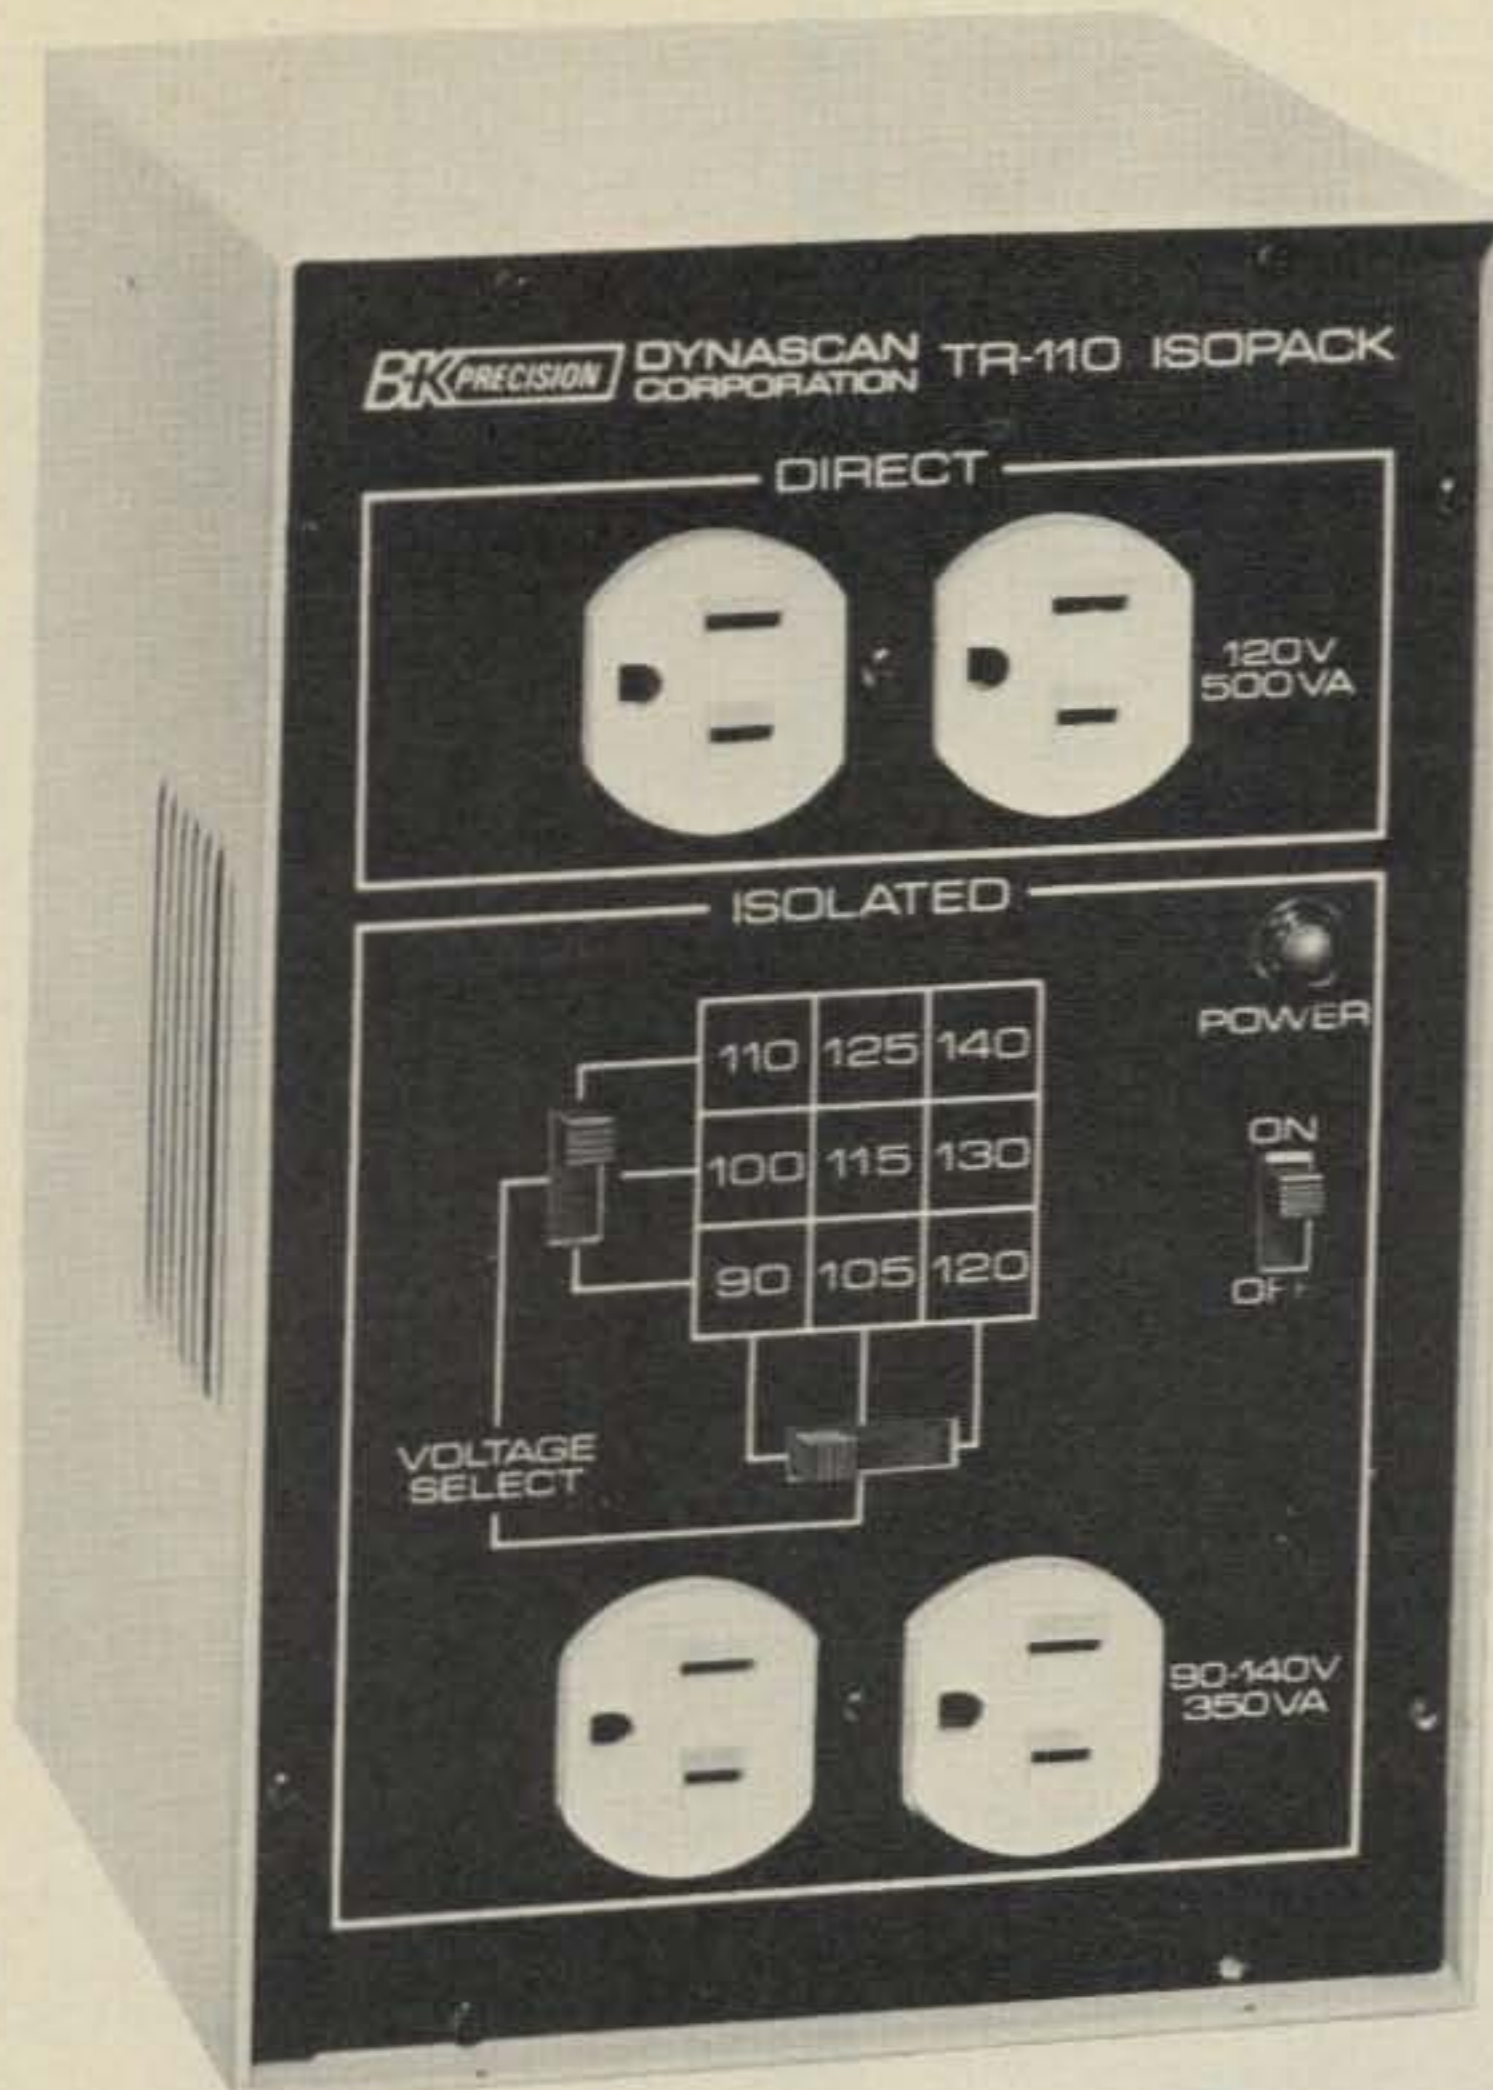 BK PRECISION DYNASCAN CORPORATION TR-110 ISOPACK
DIRECT
120V
500VA
ISOLATED
POWER
110 125 140
100 115 130
90 105 120
ON
OFF
VOLTAGE
SELECT
90-140V
350VA